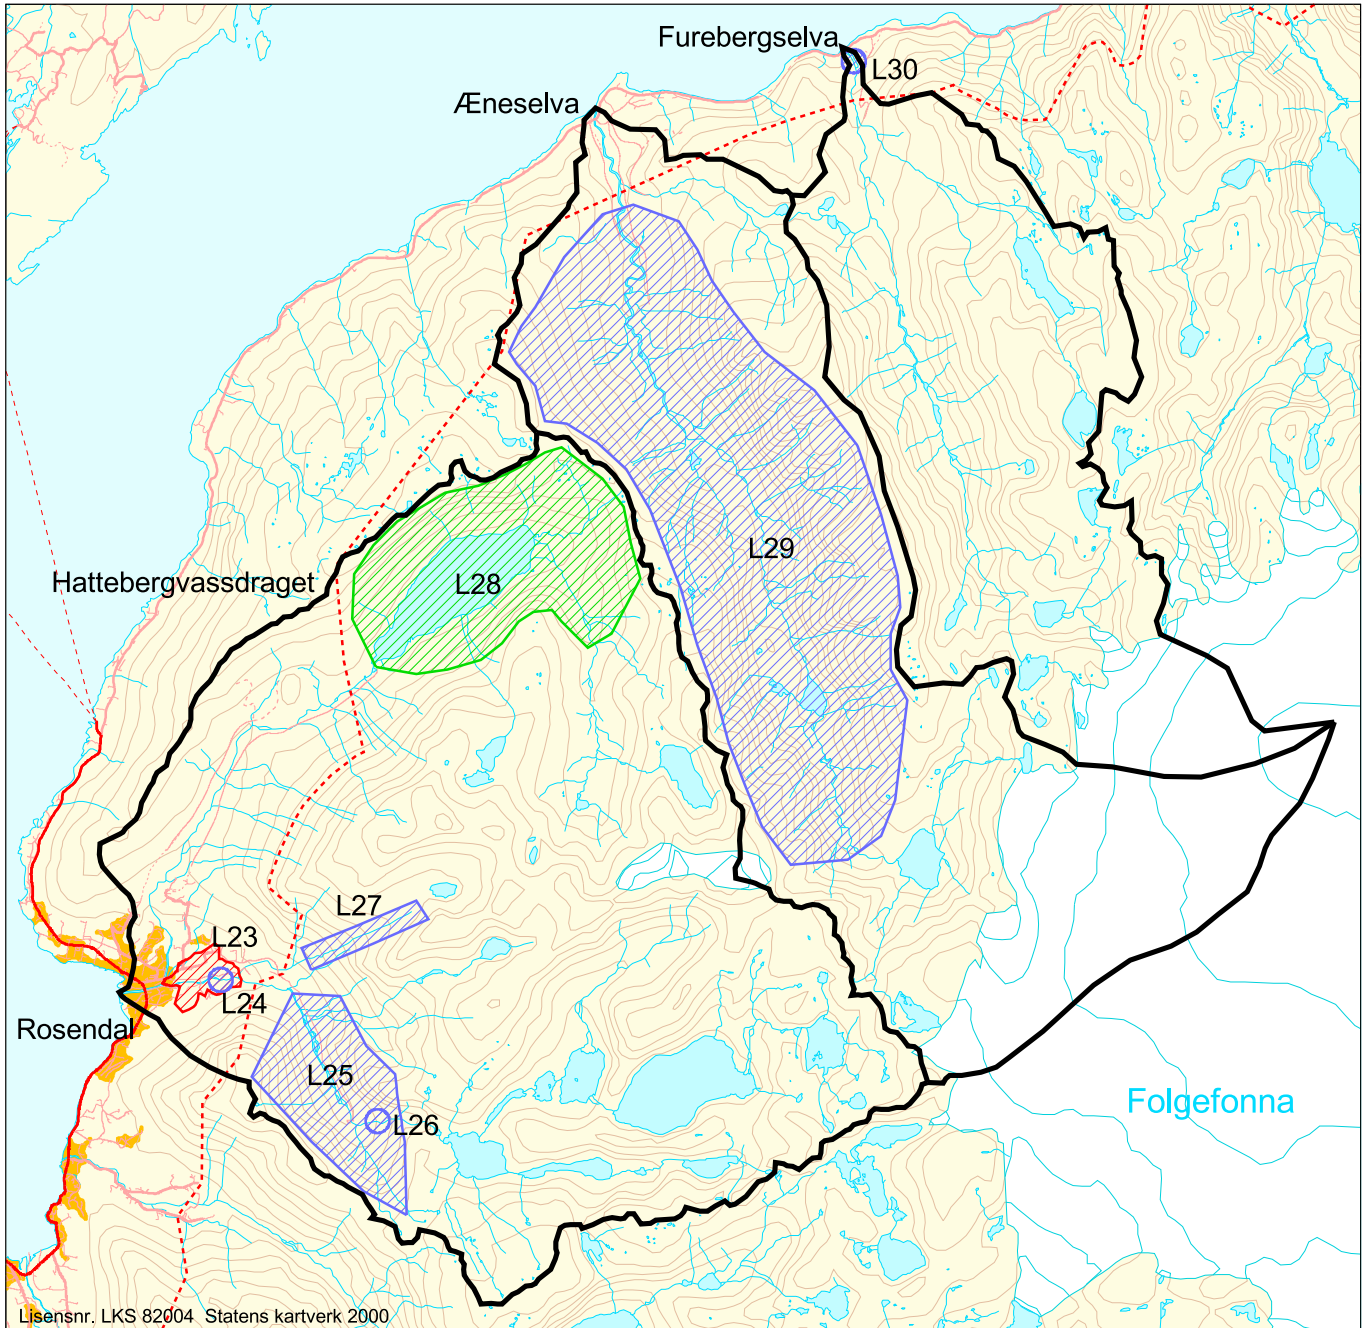 Furebergselva
L30
Æneselva
L29
Hattebergvassdraget
L28
L27
L23
L24
Rosendal
L25
L26
Folgefonna
Lisensnr. LKS 82004 Statens kartverk 2000